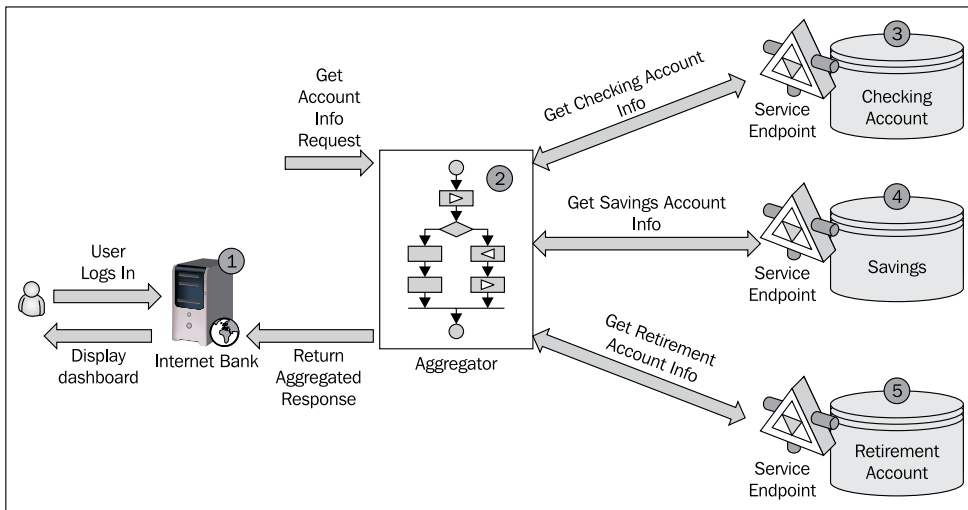 User
Logs In
Display
dashboard
1
Internet Bank
Get
Account
Info
Request
Return
Aggregated
Response
2
Aggregator
Get Checking Account
Info
Get Savings Account
Info
Get Retirement
Account Info
Service
Endpoint
3
Checking
Account
Service
Endpoint
4
Savings
Service
Endpoint
5
Retirement
Account